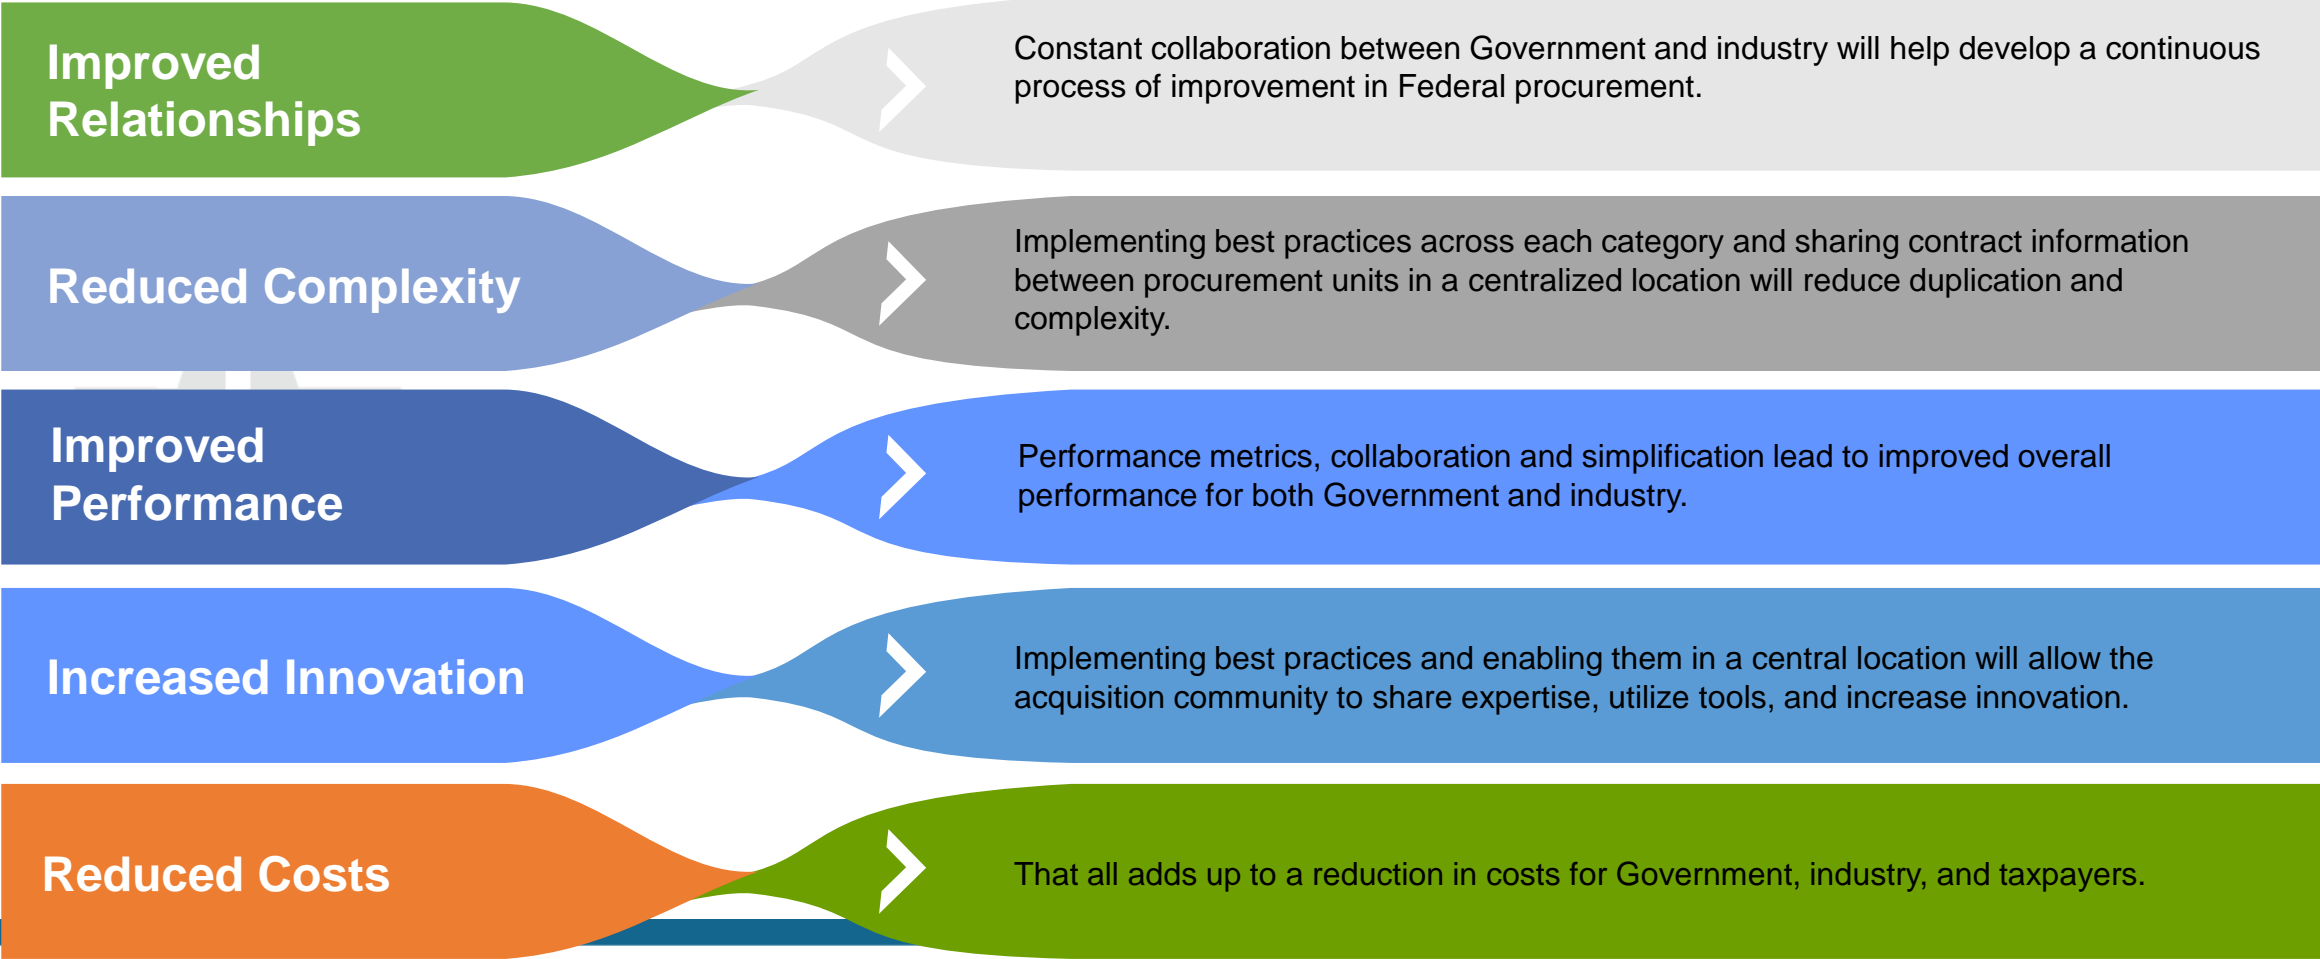 Improved
Relationships
Constant collaboration between Government and industry will help develop a continuous
process of improvement in Federal procurement.
Reduced Complexity
Implementing best practices across each category and sharing contract information
between procurement units in a centralized location will reduce duplication and
complexity.
Improved
Performance
Performance metrics, collaboration and simplification lead to improved overall
performance for both Government and industry.
Increased Innovation
Implementing best practices and enabling them in a central location will allow the
acquisition community to share expertise, utilize tools, and increase innovation.
Reduced Costs
That all adds up to a reduction in costs for Government, industry, and taxpayers.